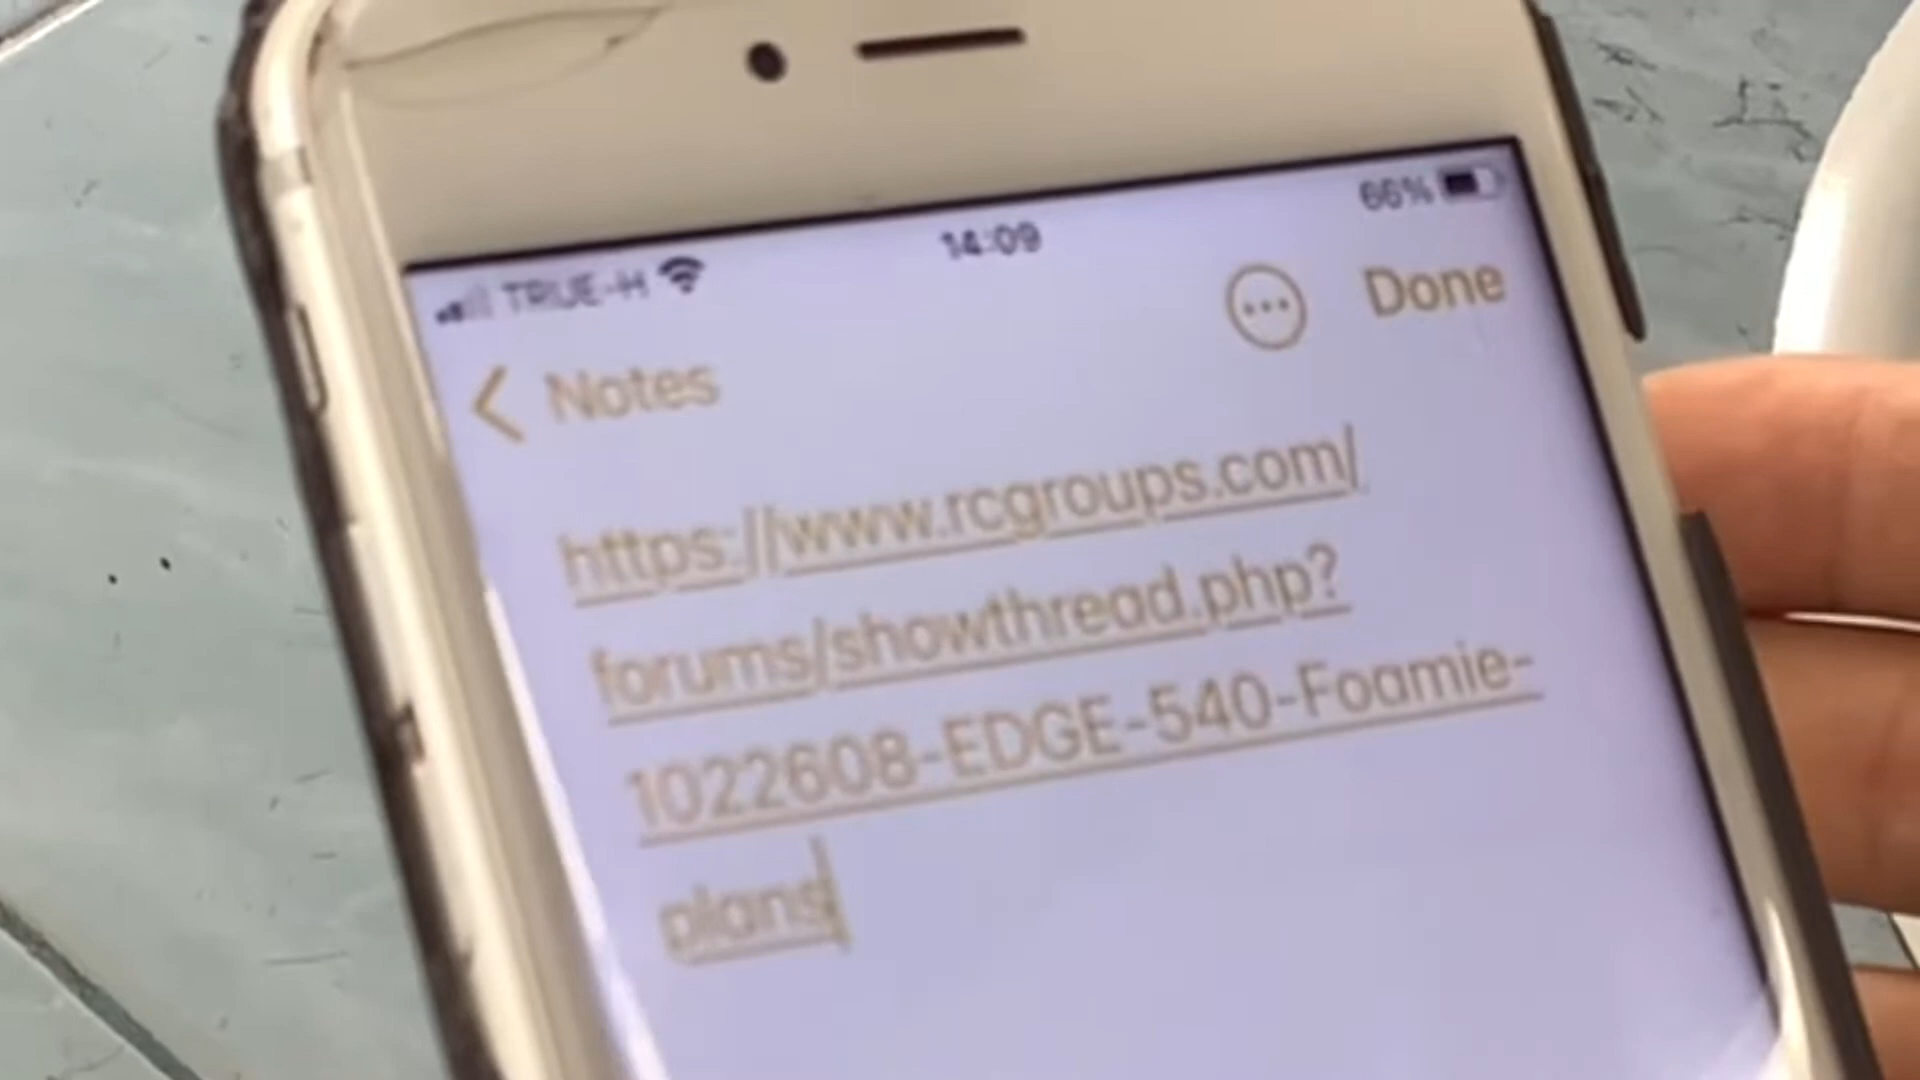 TRUE-H 14:09 66%
Done
Notes
https://www.rcgroups.com/
forums/showthread.php?
1022608-EDGE-540-Foamie-
plans